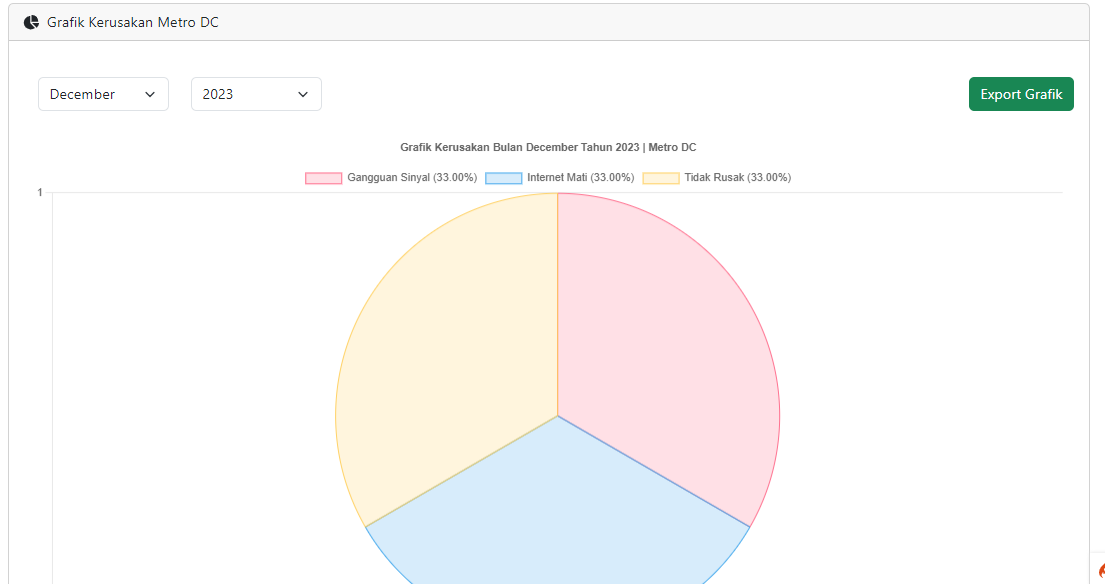 Grafik Kerusakan Metro DC
December 2023 Export Grafik
Grafik Kerusakan Bulan December Tahun 2023 | Metro DC
Gangguan Sinyal (33.00%) Internet Mati (33.00%) Tidak Rusak (33.00%)
1